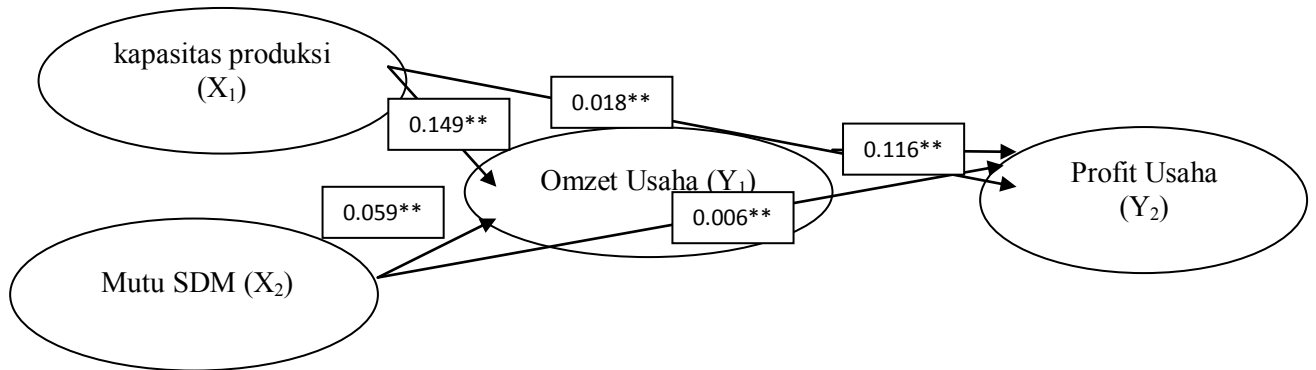 kapasitas produksi
(X₁)
0.018**
0.149**
0.116**
Omzet Usaha (Y₁)
Profit Usaha
(Y₂)
0.059**
0.006**
Mutu SDM (X₂)